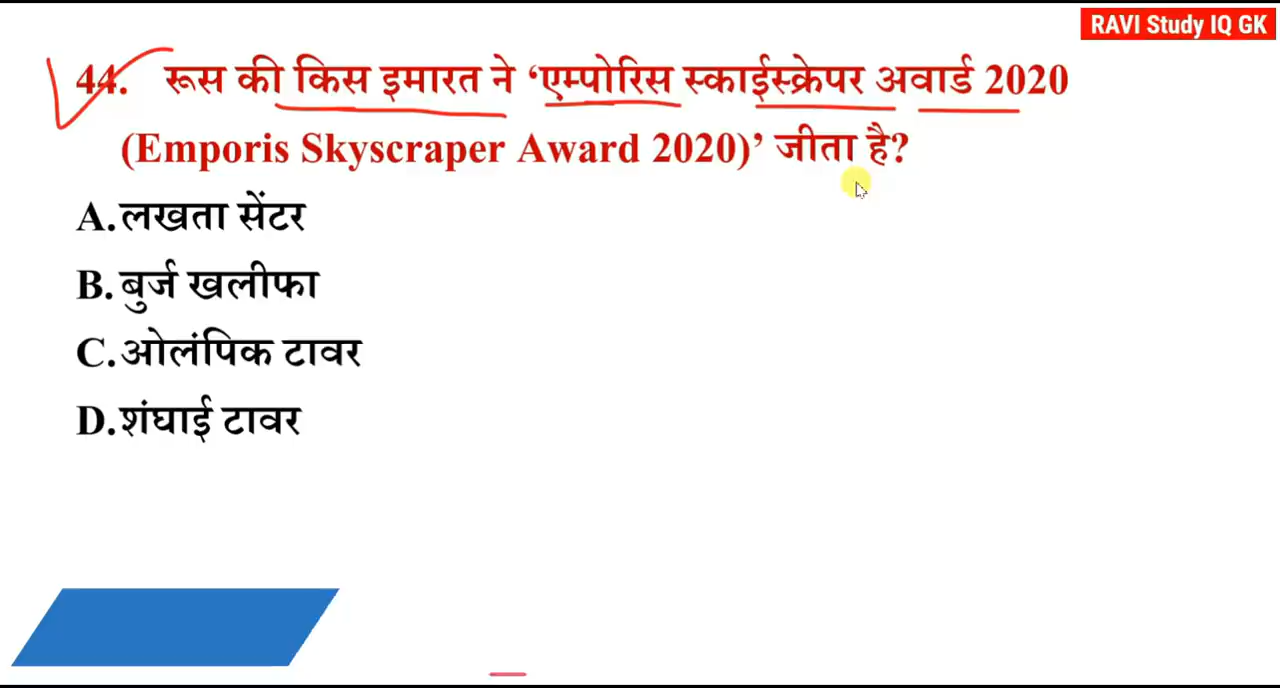 RAVI Study IQ GK
44. रूस की किस इमारत ने ‘एम्पोरिस स्काईस्क्रेपर अवार्ड 2020
(Emporis Skyscraper Award 2020)’ जीता है?
A.लखता सेंटर
B.बुर्ज खलीफा
C.ओलंपिक टावर
D.शंघाई टावर